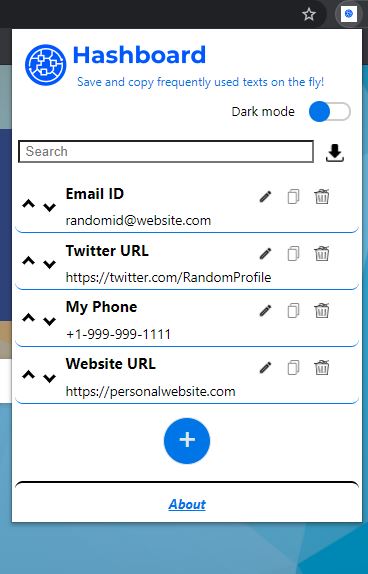 Hashboard
Save and copy frequently used texts on the fly!
Dark mode
Search
Email ID
randomid@website.com
Twitter URL
https://twitter.com/RandomProfile
My Phone
+1-999-999-1111
Website URL
https://personalwebsite.com
+
About